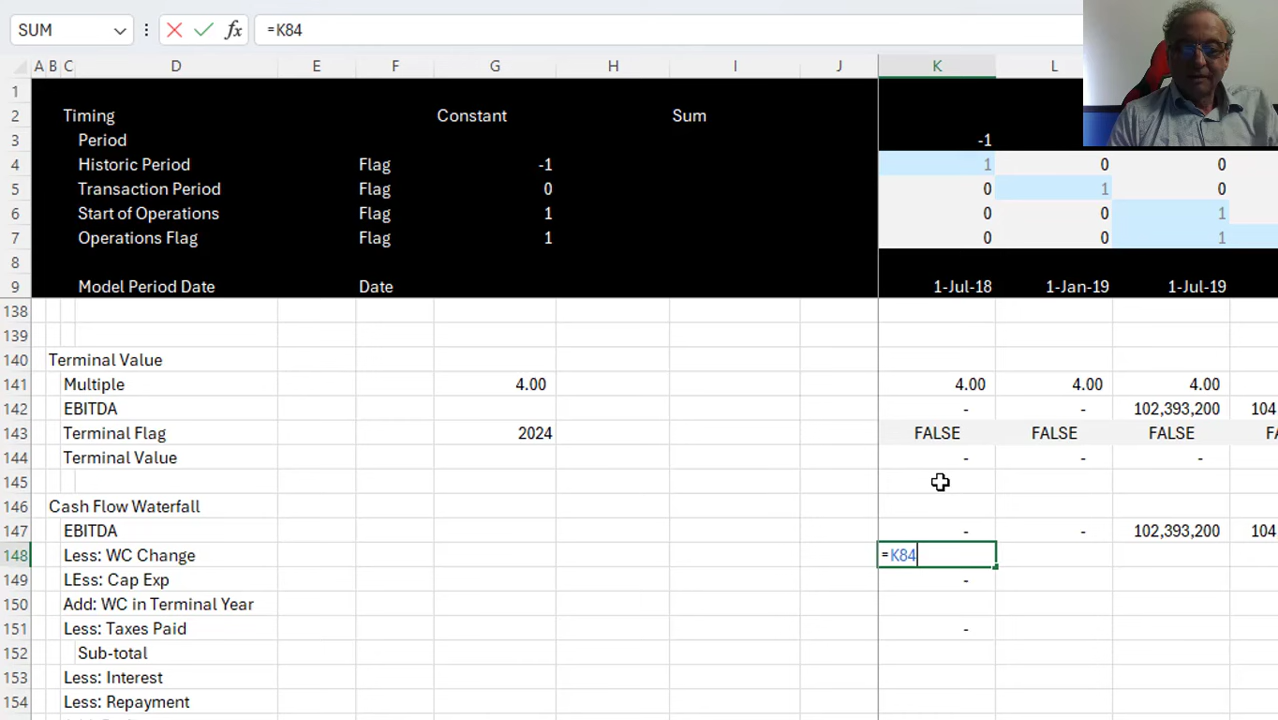 SUM fx =K84
A B C D E F G H I J K L
1
2 Timing Constant Sum
3 Period -1
4 Historic Period Flag -1 1 0 0
5 Transaction Period Flag 0 0 1 0
6 Start of Operations Flag 1 0 0 1
7 Operations Flag Flag 1 0 0 1
8
9 Model Period Date Date 1-Jul-18 1-Jan-19 1-Jul-19
138
139
140 Terminal Value
141 Multiple 4.00 4.00 4.00 4.00
142 EBITDA - - 102,393,200 104
143 Terminal Flag 2024 FALSE FALSE FALSE FA
144 Terminal Value - - -
145
146 Cash Flow Waterfall
147 EBITDA - - 102,393,200 104
148 Less: WC Change =K84
149 LEss: Cap Exp -
150 Add: WC in Terminal Year
151 Less: Taxes Paid -
152 Sub-total
153 Less: Interest
154 Less: Repayment